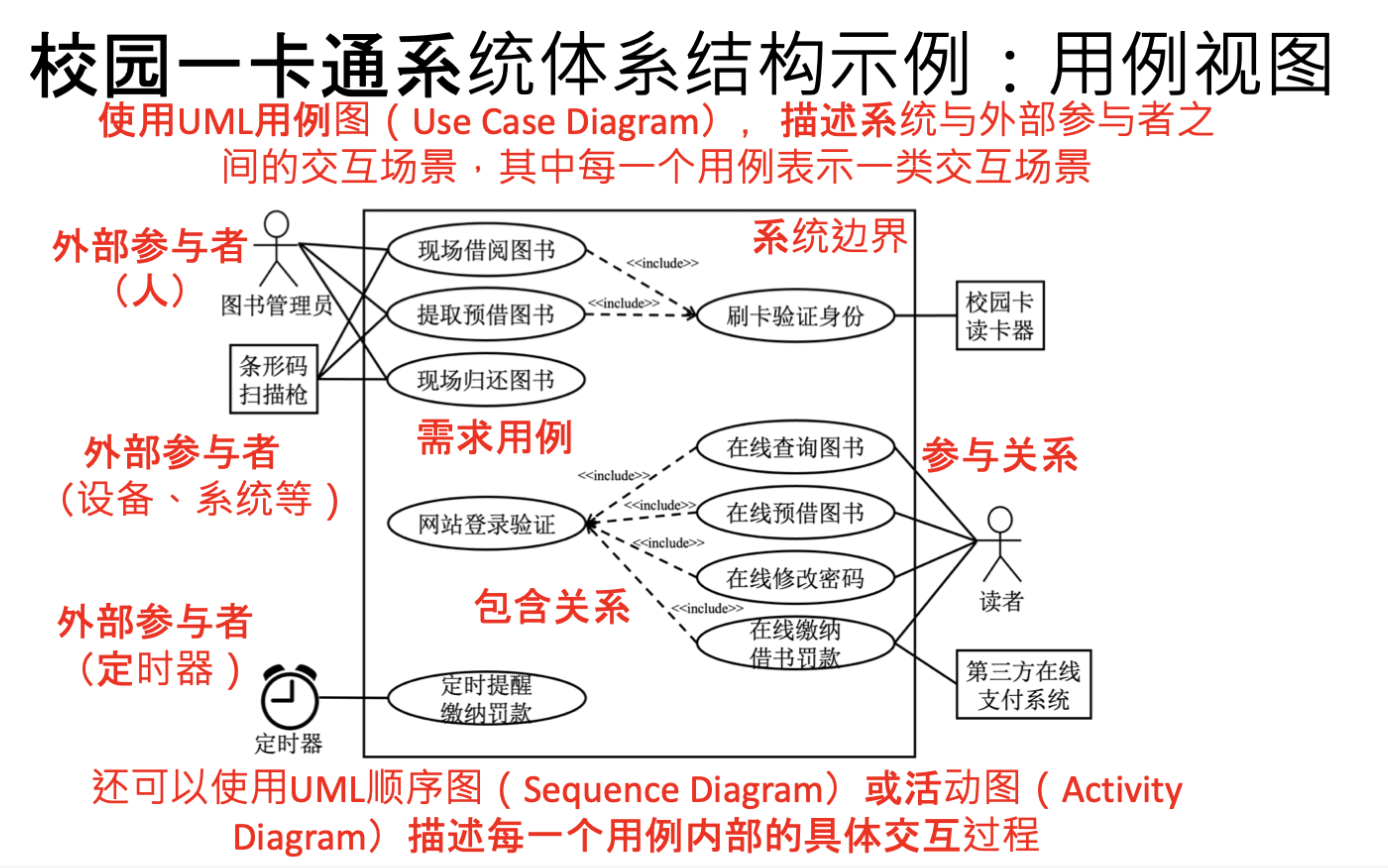 校园一卡通系统体系结构示例：用例视图
使用UML用例图（Use Case Diagram），描述系统与外部参与者之
间的交互场景，其中每一个用例表示一类交互场景
外部参与者
（人）
图书管理员
条形码
扫描枪
现场借阅图书
提取预借图书
现场归还图书
<<include>>
<<include>>
系统边界
刷卡验证身份
校园卡
读卡器
需求用例
外部参与者
（设备、系统等）
网站登录验证
<<include>>
<<include>>
<<include>>
<<include>>
在线查询图书
在线预借图书
在线修改密码
在线缴纳
借书罚款
参与关系
读者
包含关系
第三方在线
支付系统
外部参与者
（定时器）
定时器
定时提醒
缴纳罚款
还可以使用UML顺序图（Sequence Diagram）或活动图（Activity
Diagram）描述每一个用例内部的具体交互过程